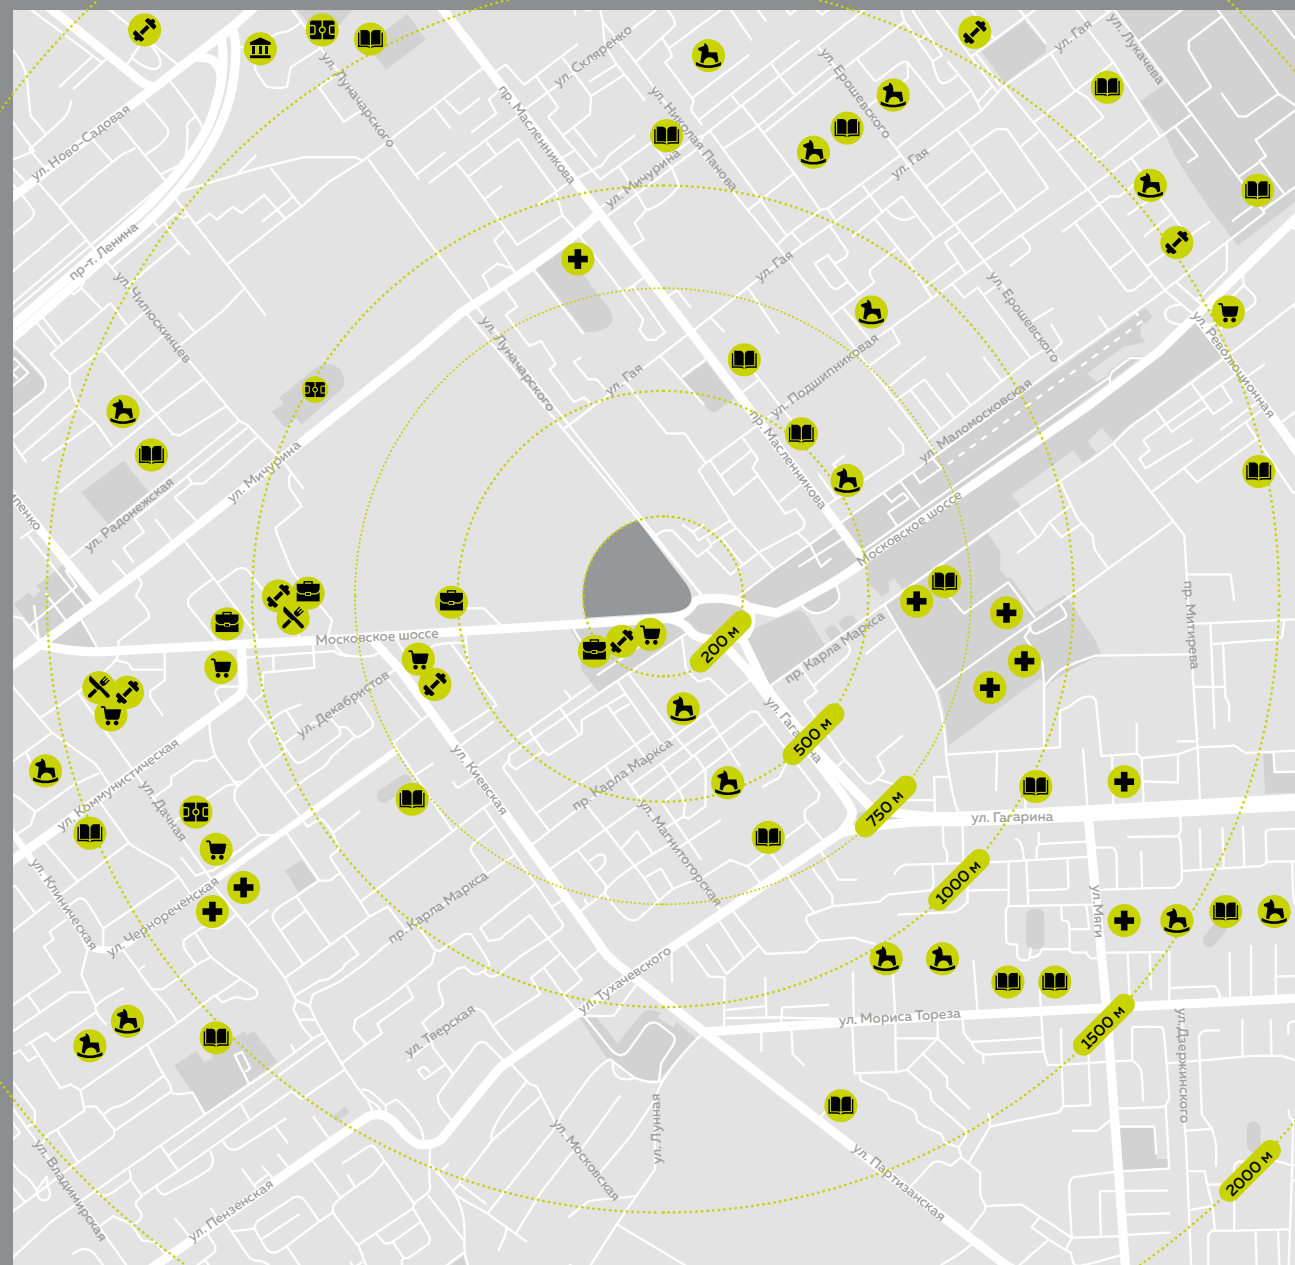 ул. Гая
ул. Лукачева
ул. Скляренко
ул. Луначарского
ул. Ерошевского
пр. Масленникова
ул. Николая Панова
ул. Ново-Садовая
ул. Мичурина
ул. Гая
пр-т. Ленина
ул. Гая
ул. Чилюскинцев
ул. Ерошевского
ул. Революционная
ул. Луначарского
ул. Подшипниковая
ул. Гая
ул. Маломосковская
пр. Масленникова
ул. Мичурина
ул. Радонежская
ипенко
Московское шоссе
Московское шоссе
пр. Митирева
200 м
пр. Карла Маркса
ул. Декабристов
ул. Гагарина
500 м
ул. Коммунистическая
ул. Дачная
ул. Киевская
пр. Карла Маркса
750 м
ул. Гагарина
ул. Магнитогорская
1000 м
ул. Клиническая
ул. Чернореченская
пр. Карла Маркса
ул. Мяги
ул. Тухачевского
ул. Тверская
ул. Мориса Тореза
1500 м
ул. Дзержинского
ул. Лунная
ул. Московская
ул. Партизанская
2000 м
ул. Владимирская
ул. Пензенская